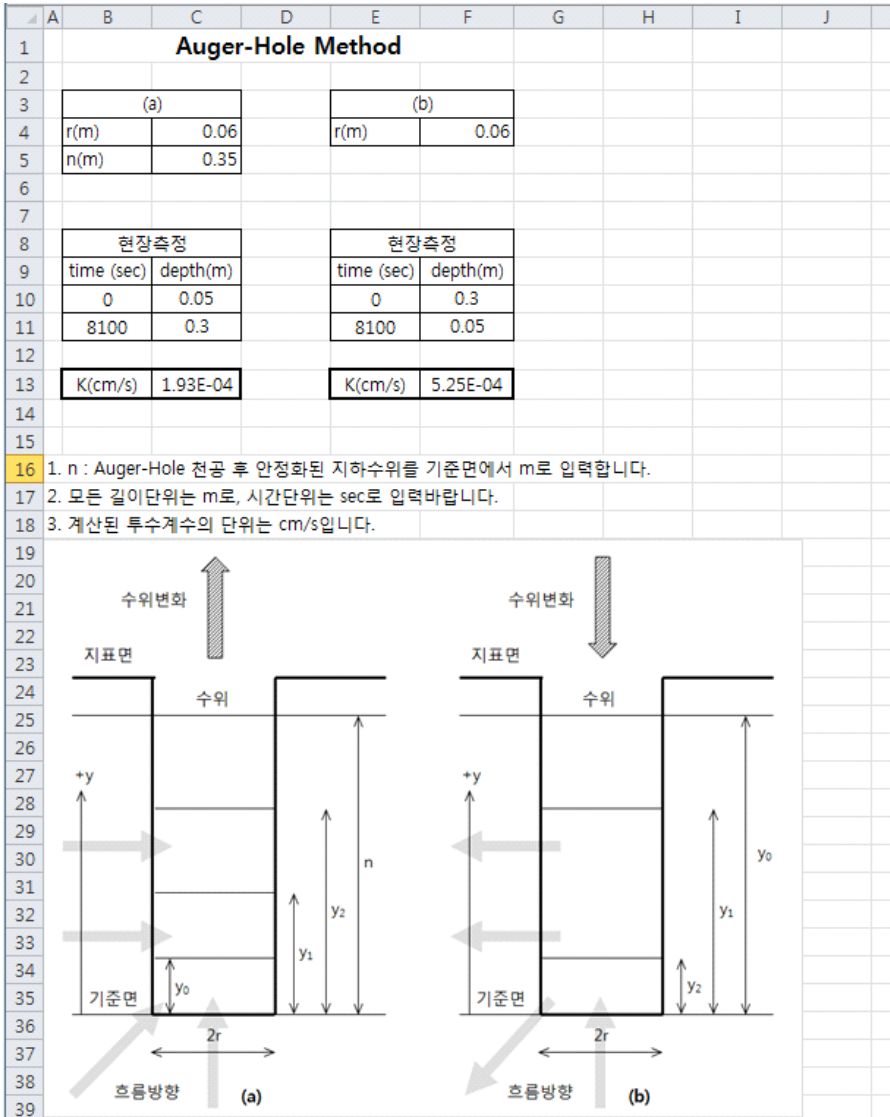 A B C D E F G H I J
1 Auger-Hole Method
2
3 (a) (b)
4 r(m) 0.06 r(m) 0.06
5 n(m) 0.35
6
7
8 현장측정 현장측정
9 time (sec) depth(m) time (sec) depth(m)
10 0 0.05 0 0.3
11 8100 0.3 8100 0.05
12
13 K(cm/s) 1.93E-04 K(cm/s) 5.25E-04
14
15
16 1. n : Auger-Hole 천공 후 안정화된 지하수위를 기준면에서 m로 입력합니다.
17 2. 모든 길이단위는 m로, 시간단위는 sec로 입력바랍니다.
18 3. 계산된 투수계수의 단위는 cm/s입니다.
19
20
21 수위변화 수위변화
22
23 지표면 지표면
24 수위 수위
25
26
27 +y +y
28
29
30 n y₀
31
32 y₂ y₁
33 y₁
34
35 기준면 y₀ 기준면 y₂
36
37 2r 2r
38 흐름방향 흐름방향
39 (a) (b)